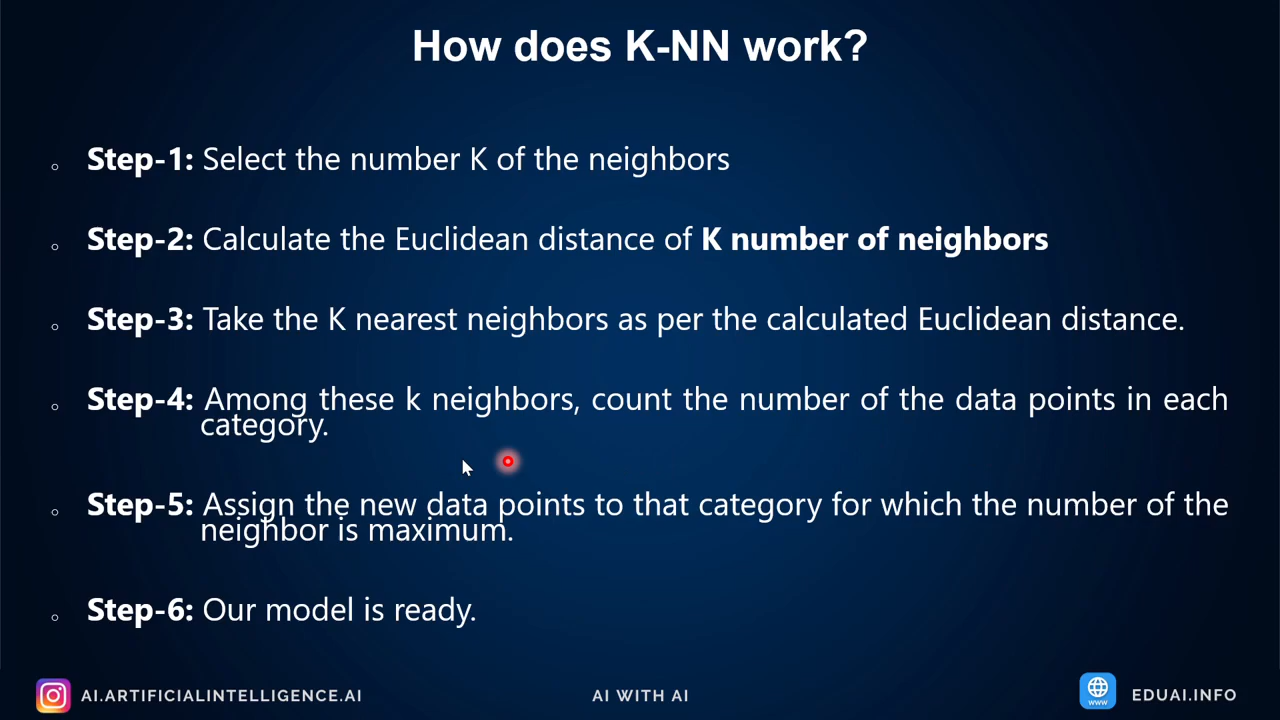 How does K-NN work?
Step-1: Select the number K of the neighbors
Step-2: Calculate the Euclidean distance of K number of neighbors
Step-3: Take the K nearest neighbors as per the calculated Euclidean distance.
Step-4: Among these k neighbors, count the number of the data points in each
category.
Step-5: Assign the new data points to that category for which the number of the
neighbor is maximum.
Step-6: Our model is ready.
AI.ARTIFICIALINTELLIGENCE.AI
AI WITH AI
WWW
EDUAI.INFO